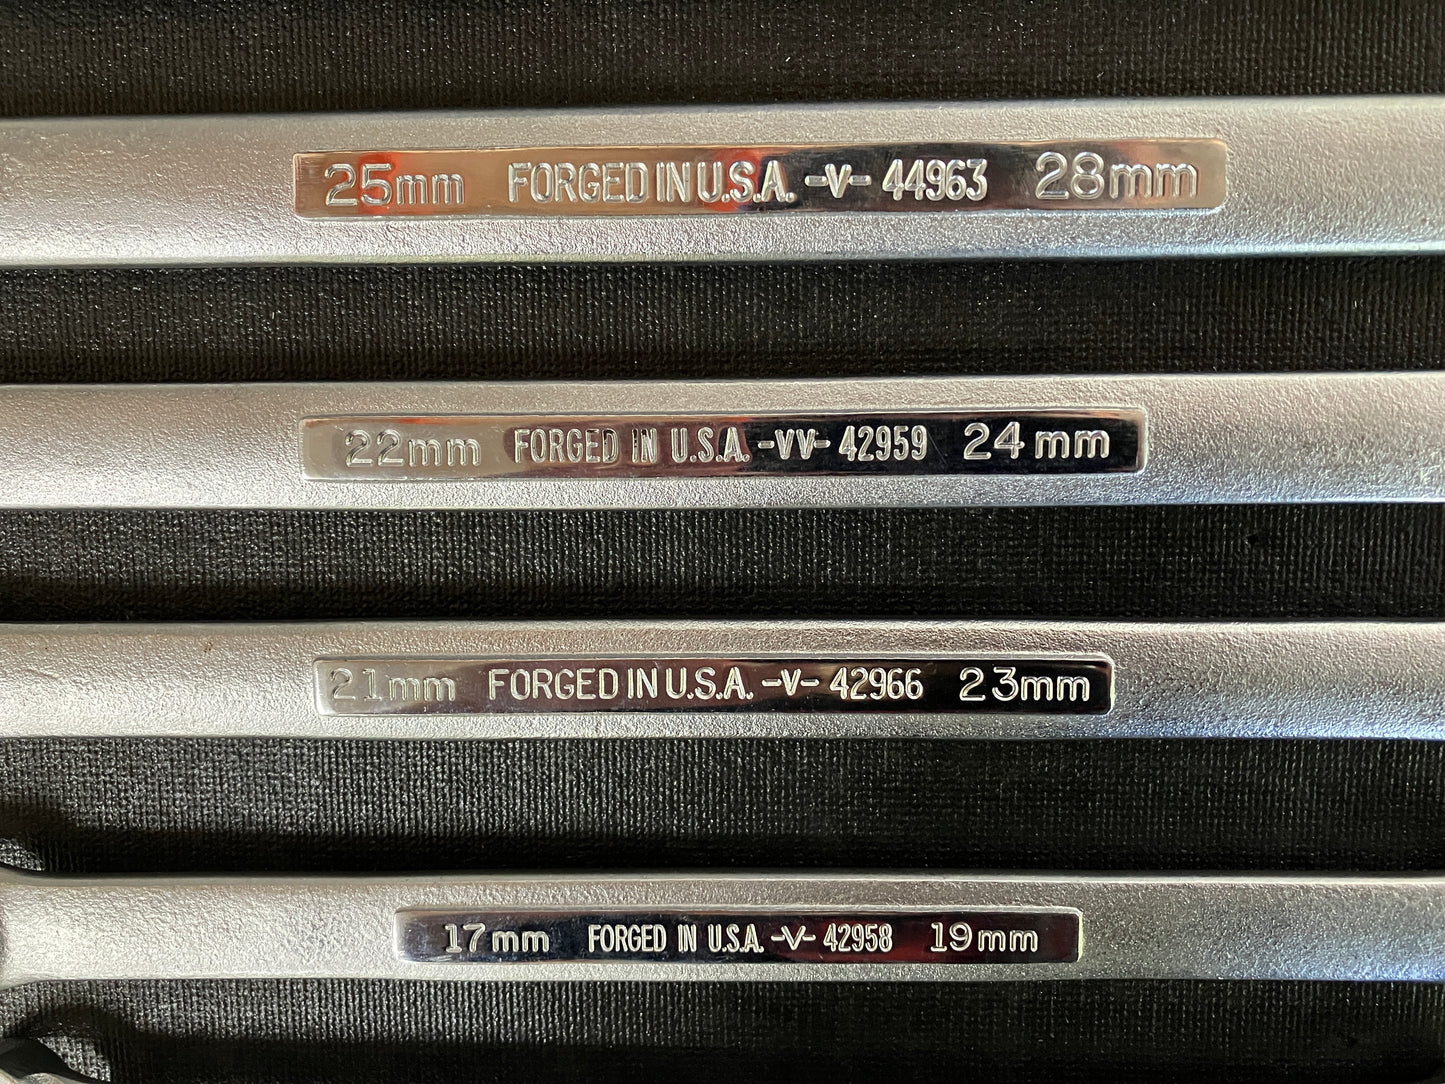 25mm FORGED IN U.S.A. -V- 44963 28mm
22mm FORGED IN U.S.A. -VV- 42959 24mm
21mm FORGED IN U.S.A. -V- 42966 23mm
17mm FORGED IN U.S.A. -V- 42958 19mm